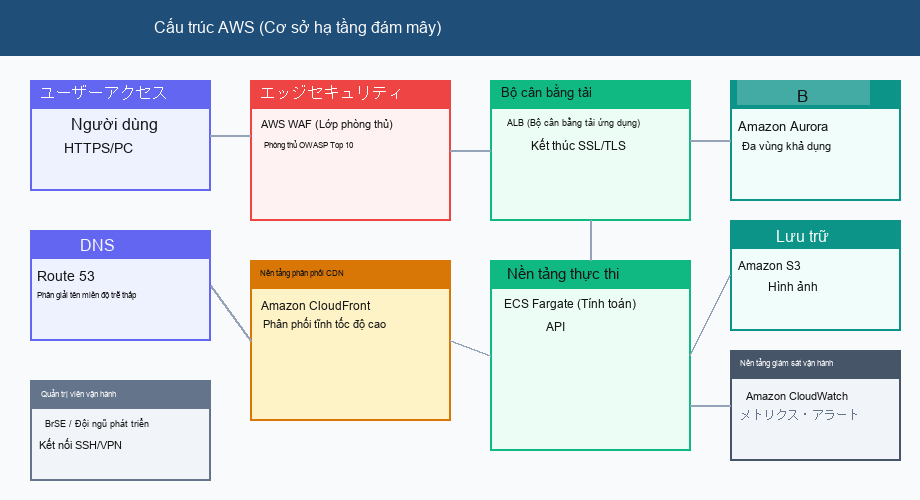 Cấu trúc AWS (Cơ sở hạ tầng đám mây)
ユーザーアクセス
Người dùng
HTTPS/PC
エッジセキュリティ
AWS WAF (Lớp phòng thủ)
Phòng thủ OWASP Top 10
Bộ cân bằng tải
ALB (Bộ cân bằng tải ứng dụng)
Kết thúc SSL/TLS
B
Amazon Aurora
Đa vùng khả dụng
DNS
Route 53
Phân giải tên miền độ trễ thấp
Nền tảng phân phối CDN
Amazon CloudFront
Phân phối tĩnh tốc độ cao
Nền tảng thực thi
ECS Fargate (Tính toán)
API
Lưu trữ
Amazon S3
Hình ảnh
Quản trị viên vận hành
BrSE / Đội ngũ phát triển
Kết nối SSH/VPN
Nền tảng giám sát vận hành
Amazon CloudWatch
メトリクス・アラート